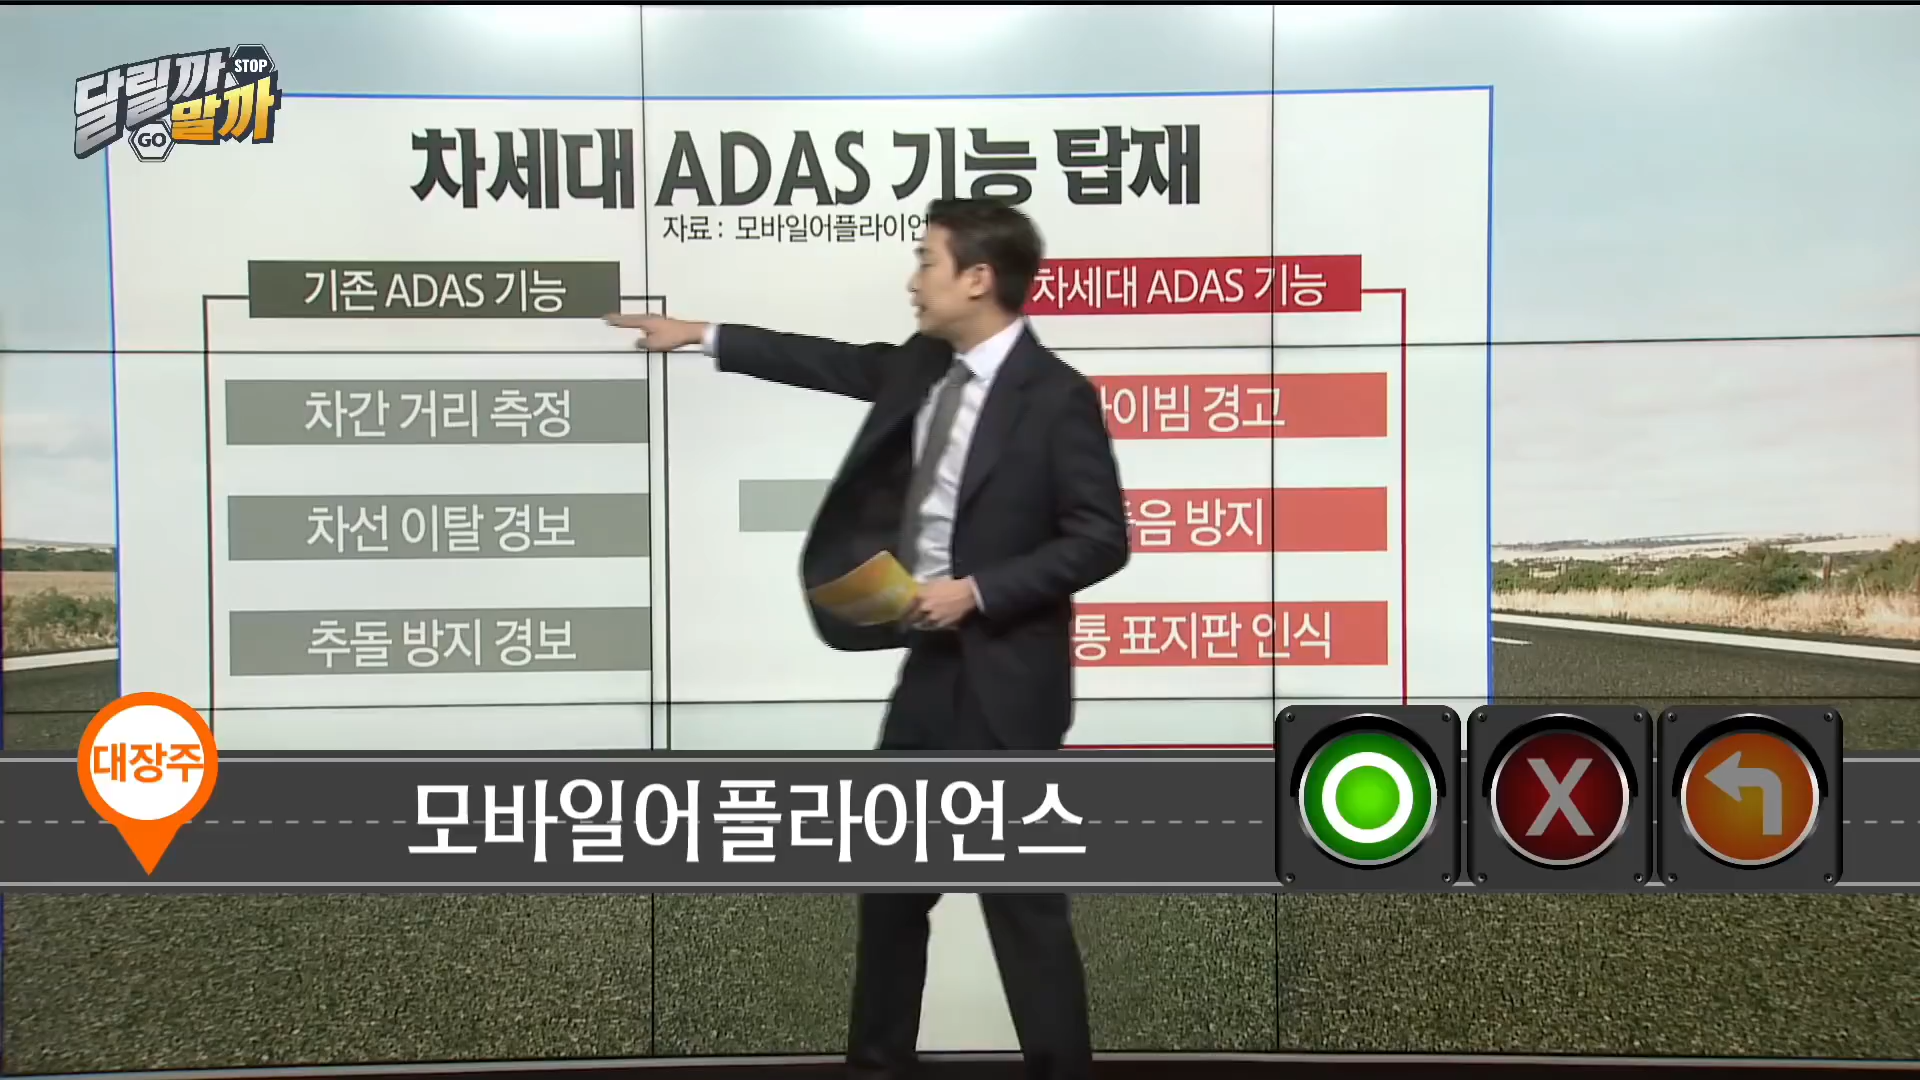 달릴까
STOP
GO
말까
차세대 ADAS 기능 탑재
자료 : 모바일어플라이언
기존 ADAS 기능
차세대 ADAS 기능
차간 거리 측정
이빔 경고
차선 이탈 경보
음 방지
추돌 방지 경보
통 표지판 인식
대장주
모바일어플라이언스
O
X